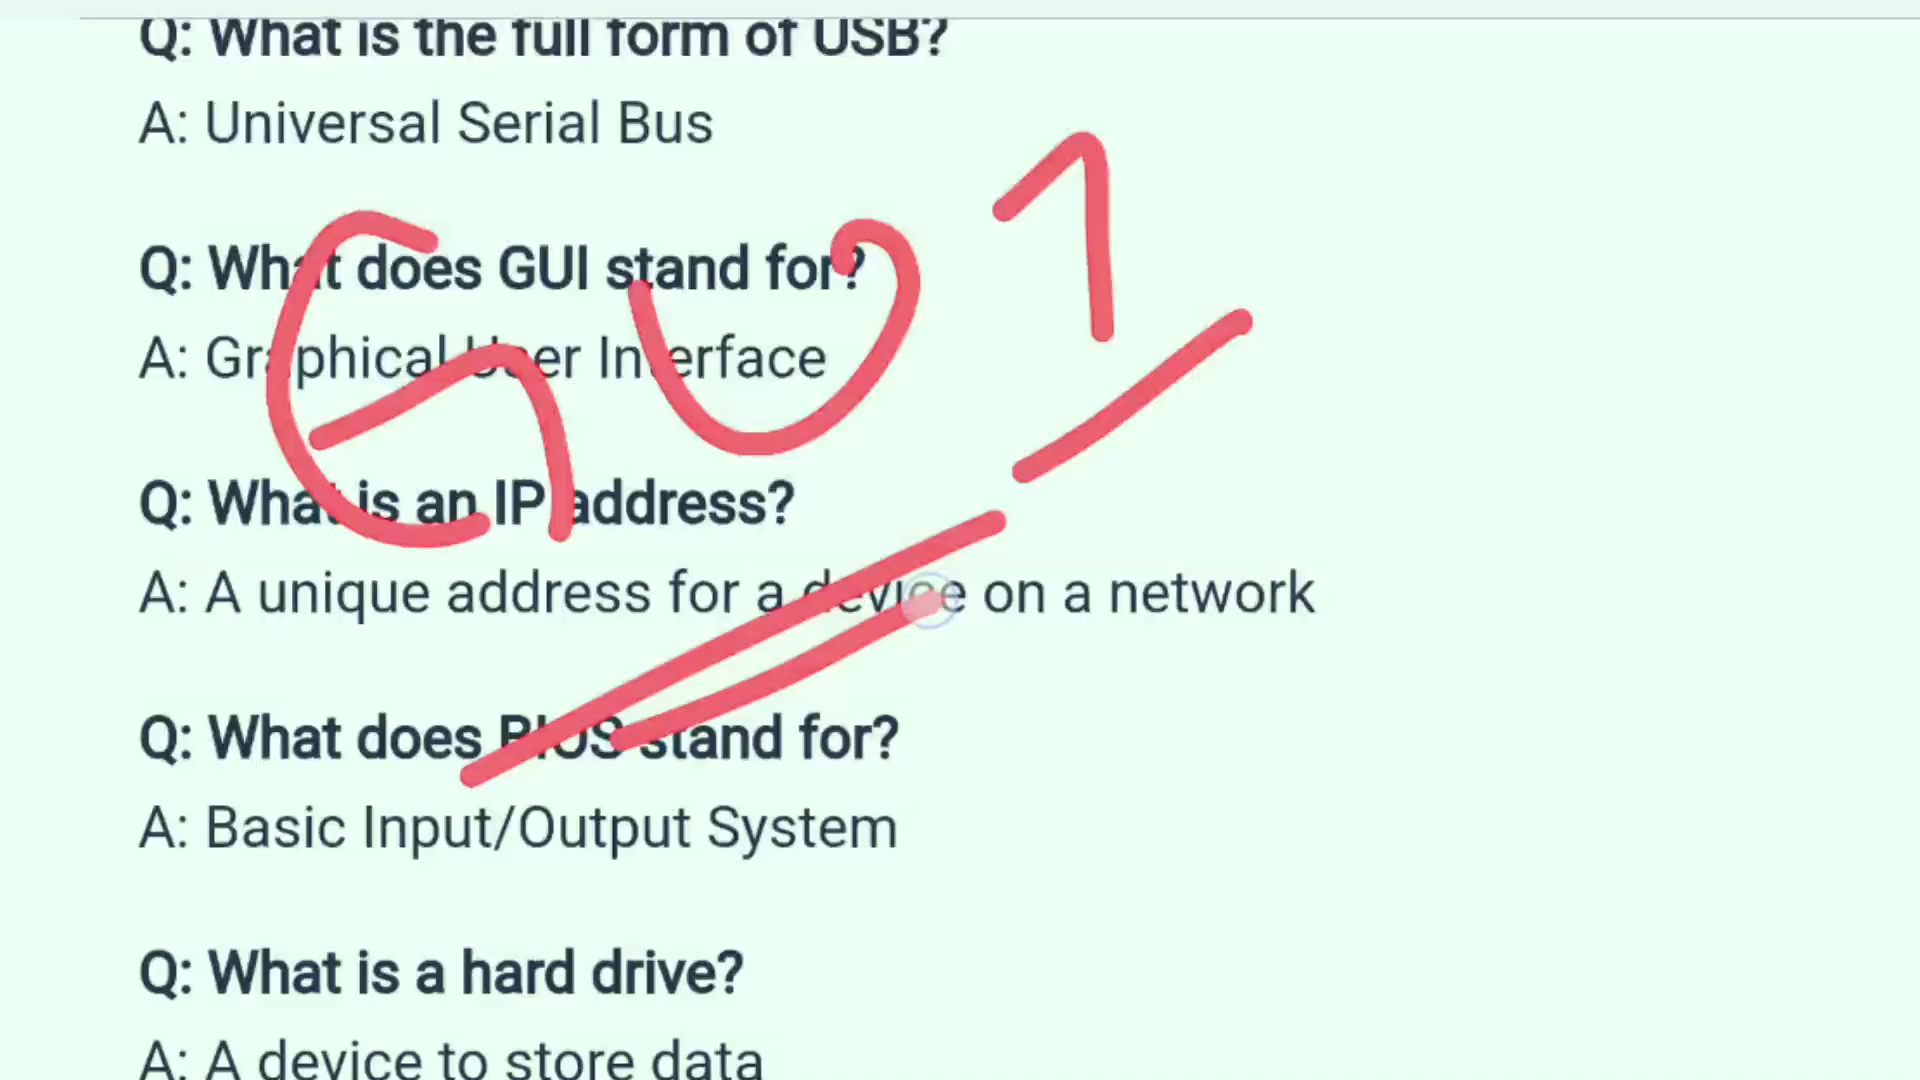 Q: What is the full form of USB?
A: Universal Serial Bus
Q: What does GUI stand for?
A: Graphical User Interface
GUI
Q: What is an IP address?
A: A unique address for a device on a network
Q: What does BIOS stand for?
A: Basic Input/Output System
Q: What is a hard drive?
A: A device to store data